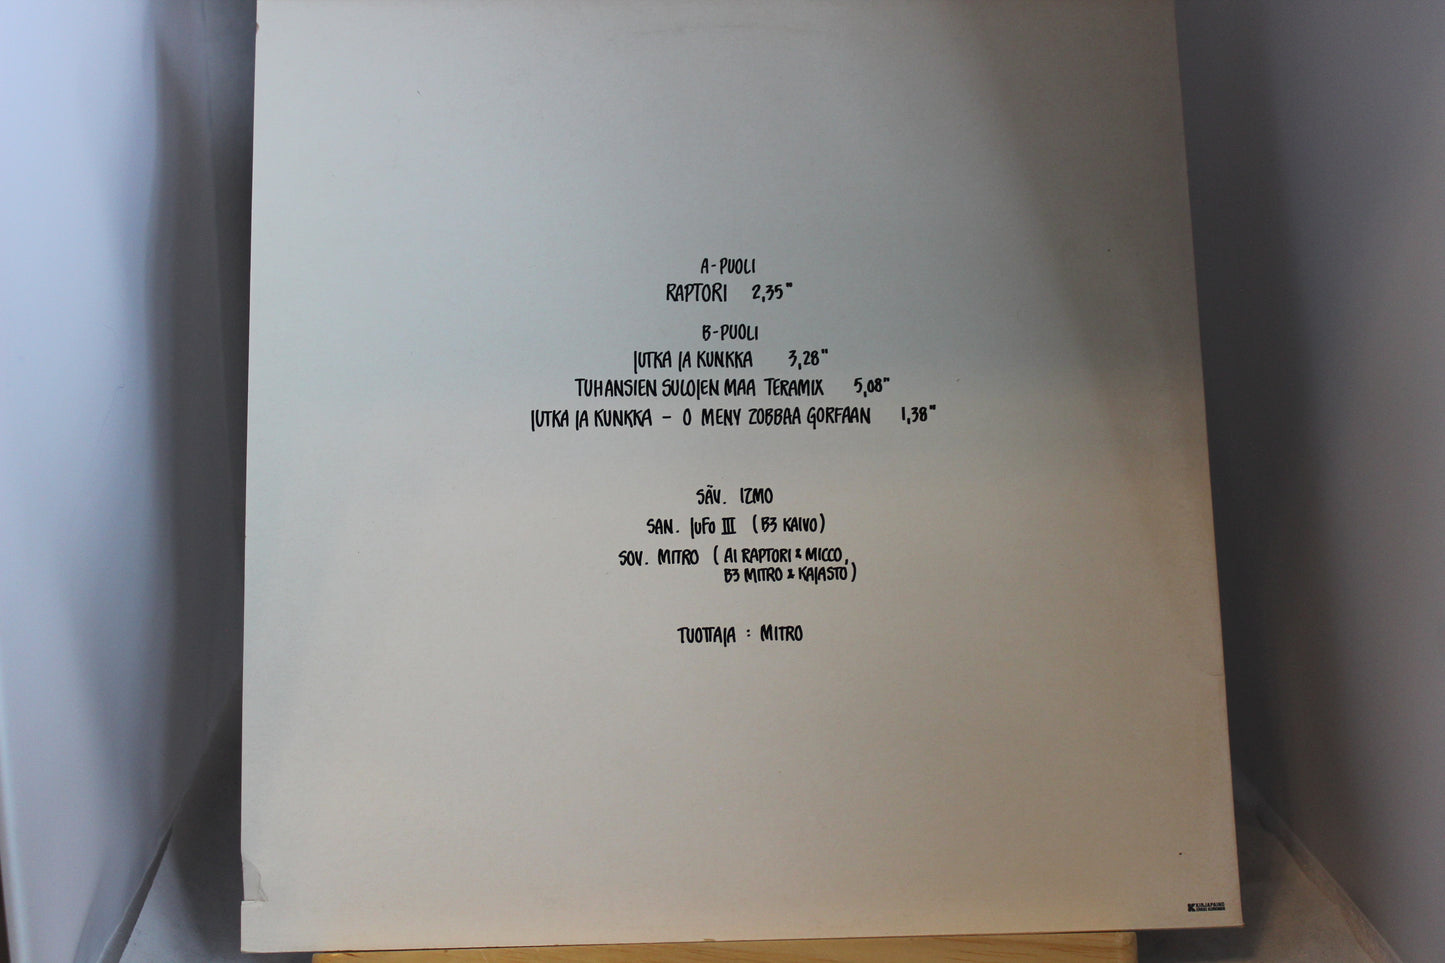 A-PUOLI
RAPTORI 2,35"
B-PUOLI
JUTKA JA KUNKKA 3,28"
TUHANSIEN SULOJEN MAA TERAMIX 5,08"
JUTKA JA KUNKKA - O MENY ZOBBAA GORFAAN 1,38"
SÄV. IZMO
SAN. JUFO III (B3 KAIVO)
SOV. MITRO (A1 RAPTORI & MICCO,
B3 MITRO & KAJASTO)
TUOTTAJA : MITRO
KIRJAPAINO